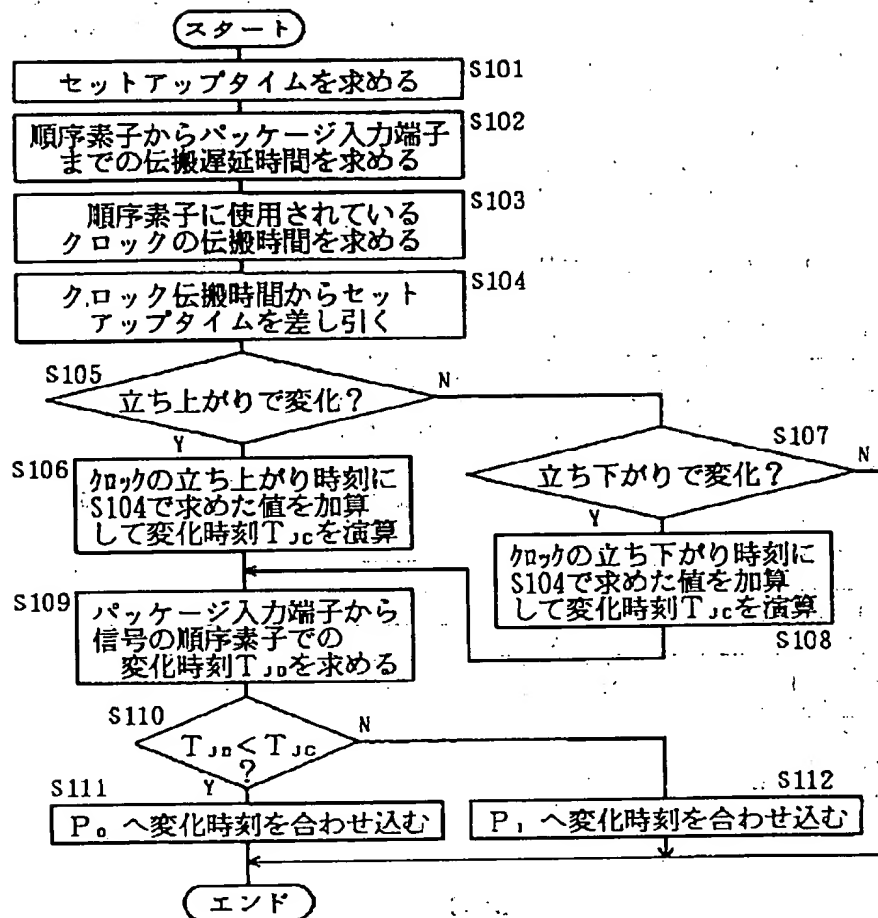 スタート
セットアップタイムを求める
S101
順序素子からパッケージ入力端子
までの伝搬遅延時間を求める
S102
順序素子に使用されている
クロックの伝搬時間を求める
S103
クロック伝搬時間からセット
アップタイムを差し引く
S104
S105
立ち上がりで変化?
N
Y
S107
立ち下がりで変化?
N
Y
S106
クロックの立ち上がり時刻に
S104で求めた値を加算
して変化時刻TJCを演算
クロックの立ち下がり時刻に
S104で求めた値を加算
して変化時刻TJCを演算
S108
S109
パッケージ入力端子から
信号の順序素子での
変化時刻TJDを求める
S110
TJD<TJC
?
N
Y
S111
P0へ変化時刻を合わせ込む
S112
P1へ変化時刻を合わせ込む
エンド